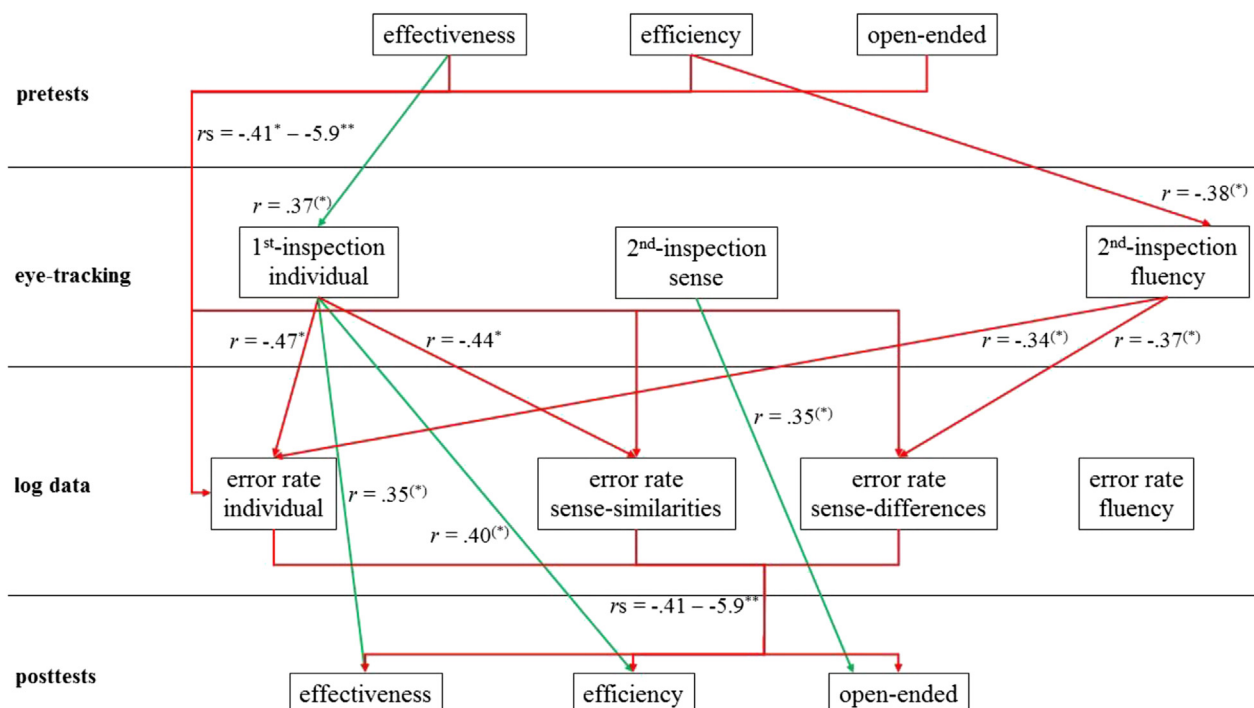 effectiveness
efficiency
open-ended
pretests
rs = -.41* – -5.9**
r = .37(*)
r = -.38(*)
1st-inspection
individual
2nd-inspection
sense
2nd-inspection
fluency
eye-tracking
r = -.47*
r = -.44*
r = -.34(*)
r = -.37(*)
r = .35(*)
log data
error rate
individual
error rate
sense-similarities
error rate
sense-differences
error rate
fluency
r = .35(*)
r = .40(*)
rs = -.41 – -5.9**
posttests
effectiveness
efficiency
open-ended